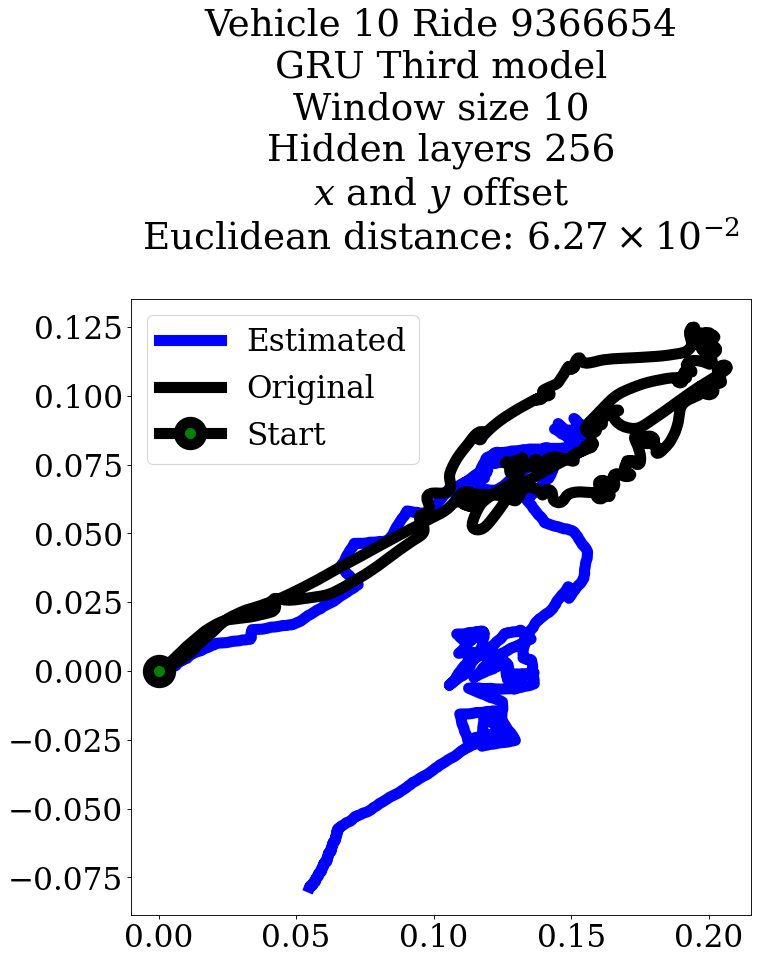 Vehicle 10 Ride 9366654
GRU Third model
Window size 10
Hidden layers 256
x and y offset
Euclidean distance: 6.27 × 10⁻²
Estimated
Original
Start
0.125
0.100
0.075
0.050
0.025
0.000
−0.025
−0.050
−0.075
0.00 0.05 0.10 0.15 0.20